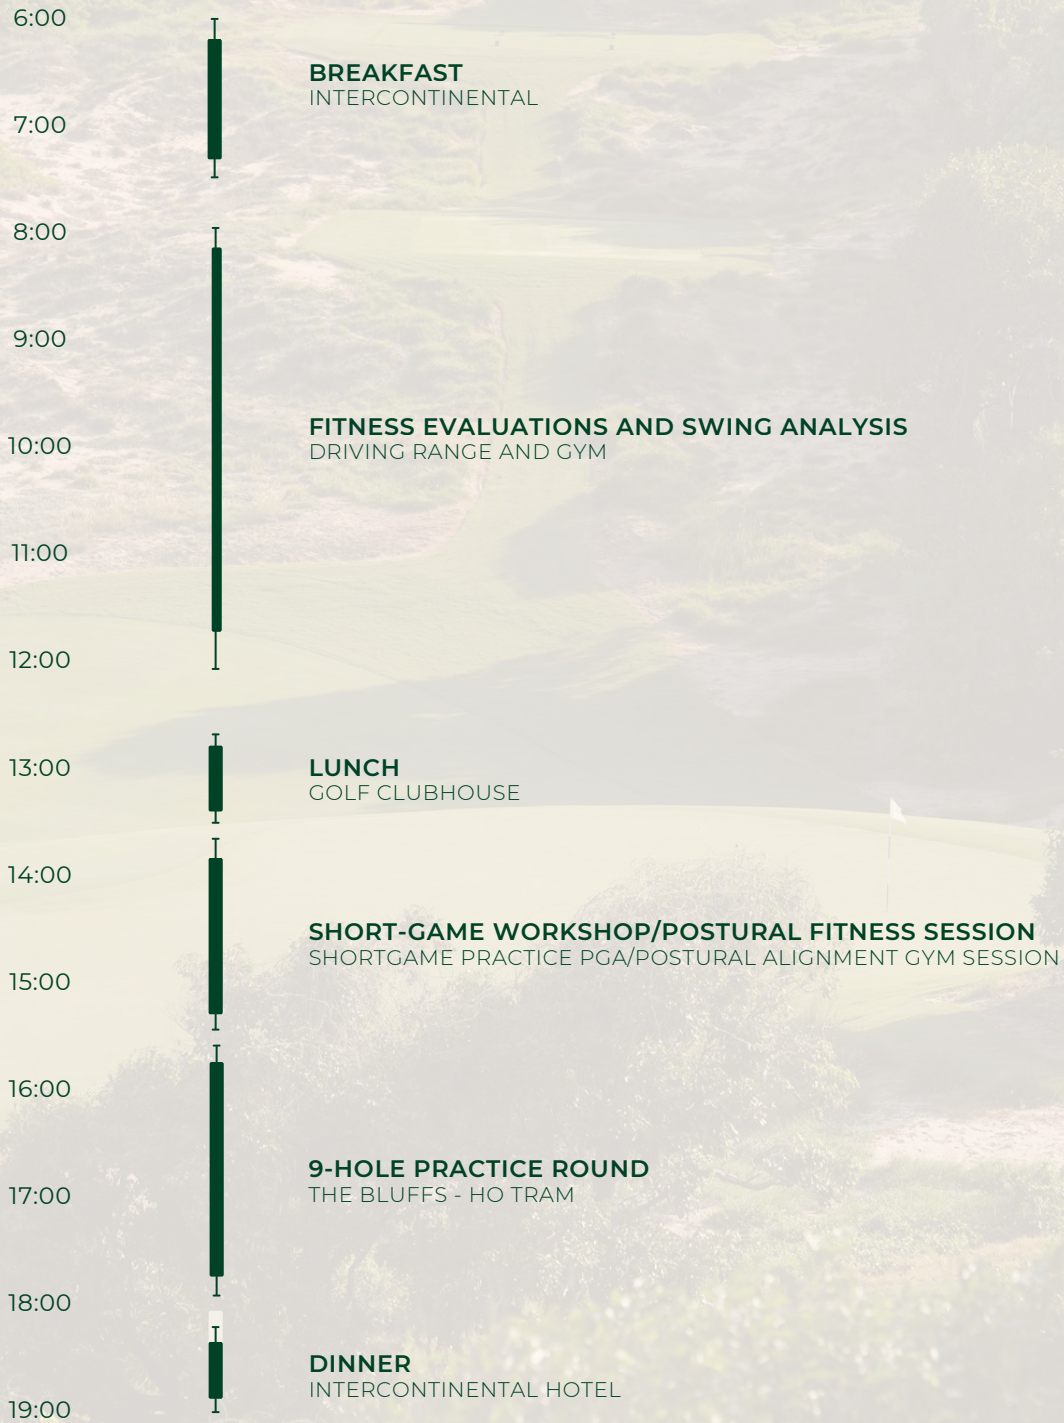 6:00
BREAKFAST
INTERCONTINENTAL
7:00
8:00
9:00
FITNESS EVALUATIONS AND SWING ANALYSIS
10:00
DRIVING RANGE AND GYM
11:00
12:00
13:00
LUNCH
GOLF CLUBHOUSE
14:00
SHORT-GAME WORKSHOP/POSTURAL FITNESS SESSION
SHORTGAME PRACTICE PGA/POSTURAL ALIGNMENT GYM SESSION
15:00
16:00
9-HOLE PRACTICE ROUND
17:00
THE BLUFFS - HO TRAM
18:00
DINNER
INTERCONTINENTAL HOTEL
19:00